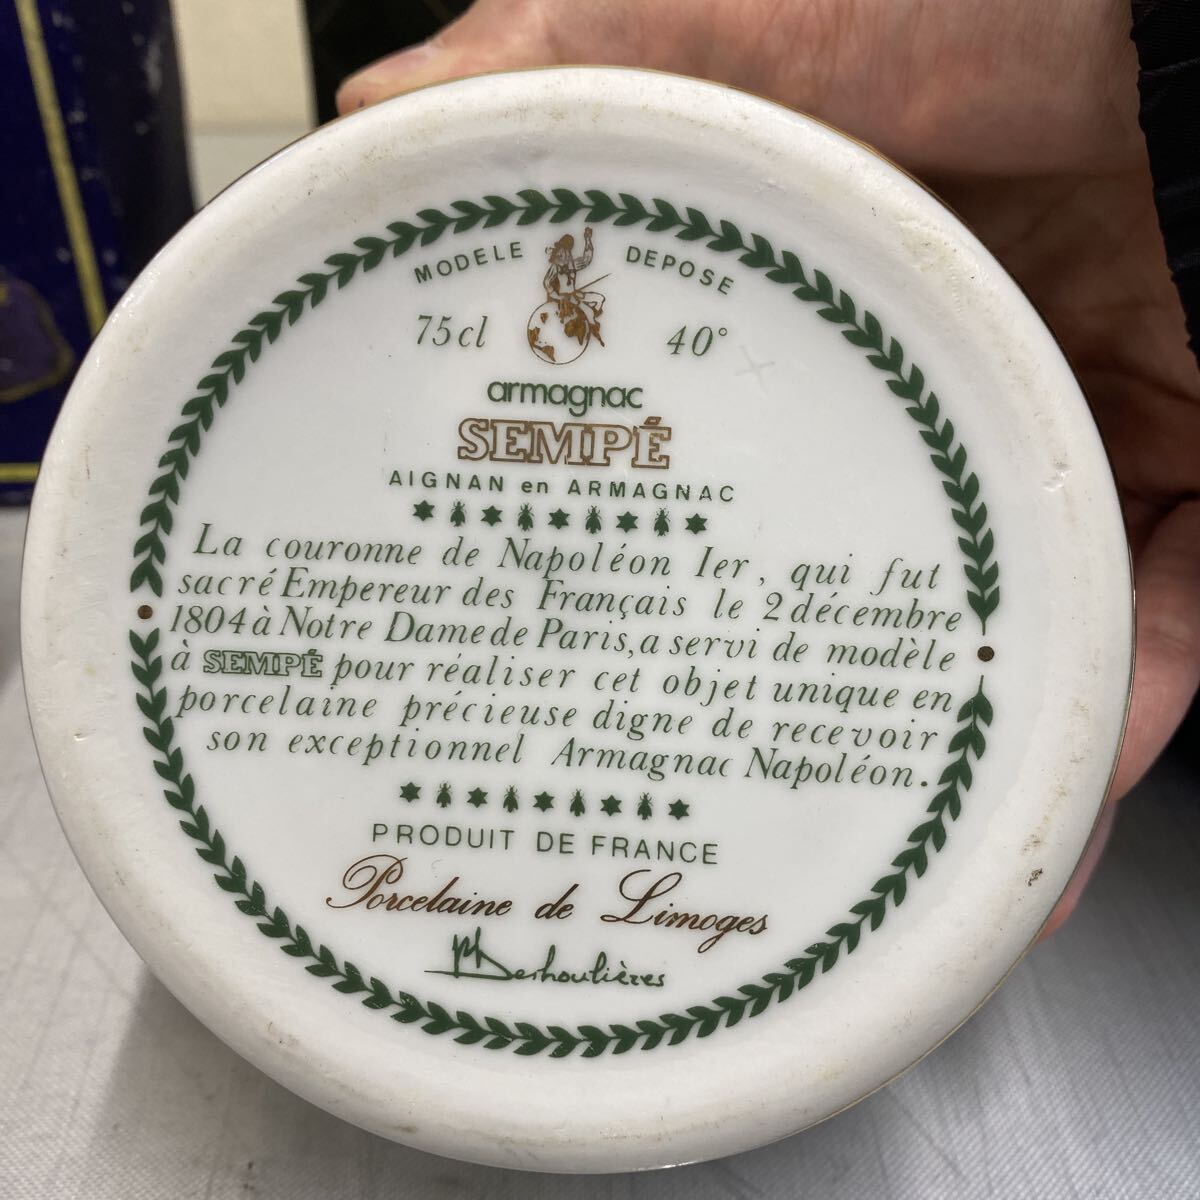 MODELE DEPOSE
75cl 40°
armagnac
SEMPÉ
AIGNAN en ARMAGNAC
La couronne de Napoléon Ier, qui fut
sacré Empereur des Français le 2 décembre
1804 à Notre Dame de Paris, a servi de modèle
à SEMPÉ pour réaliser cet objet unique en
porcelaine précieuse digne de recevoir
son exceptionnel Armagnac Napoléon.
PRODUIT DE FRANCE
Porcelaine de Limoges
Ph Deshoulières